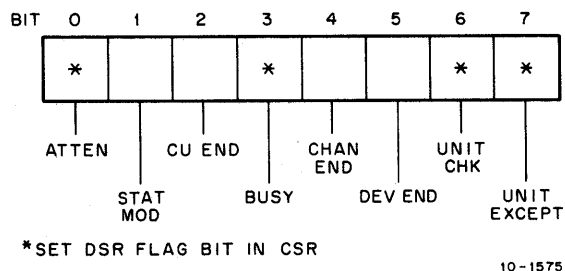 BIT 0 1 2 3 4 5 6 7
* * * *
ATTEN CU END CHAN END UNIT CHK
STAT MOD BUSY DEV END UNIT EXCEPT
*SET DSR FLAG BIT IN CSR
10-1575